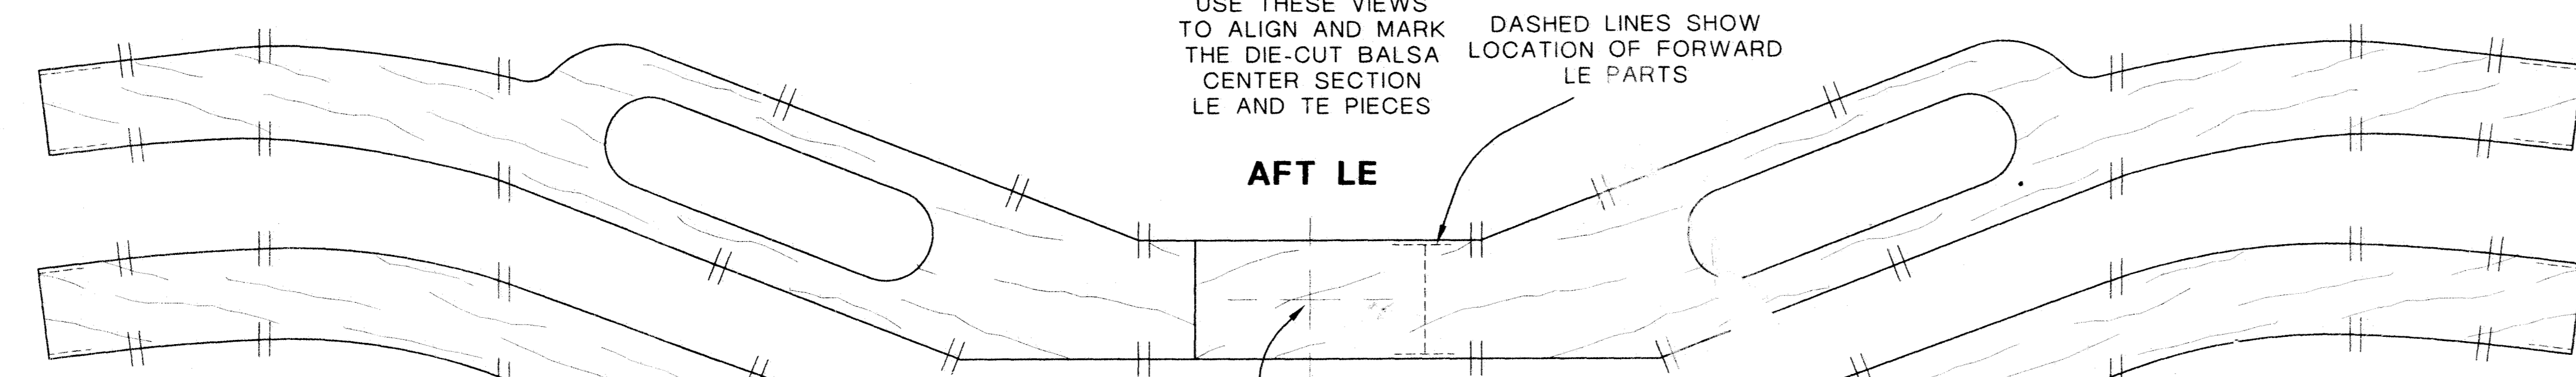 USE THESE VIEWS
TO ALIGN AND MARK
THE DIE-CUT BALSA
CENTER SECTION
LE AND TE PIECES
DASHED LINES SHOW
LOCATION OF FORWARD
LE PARTS
AFT LE